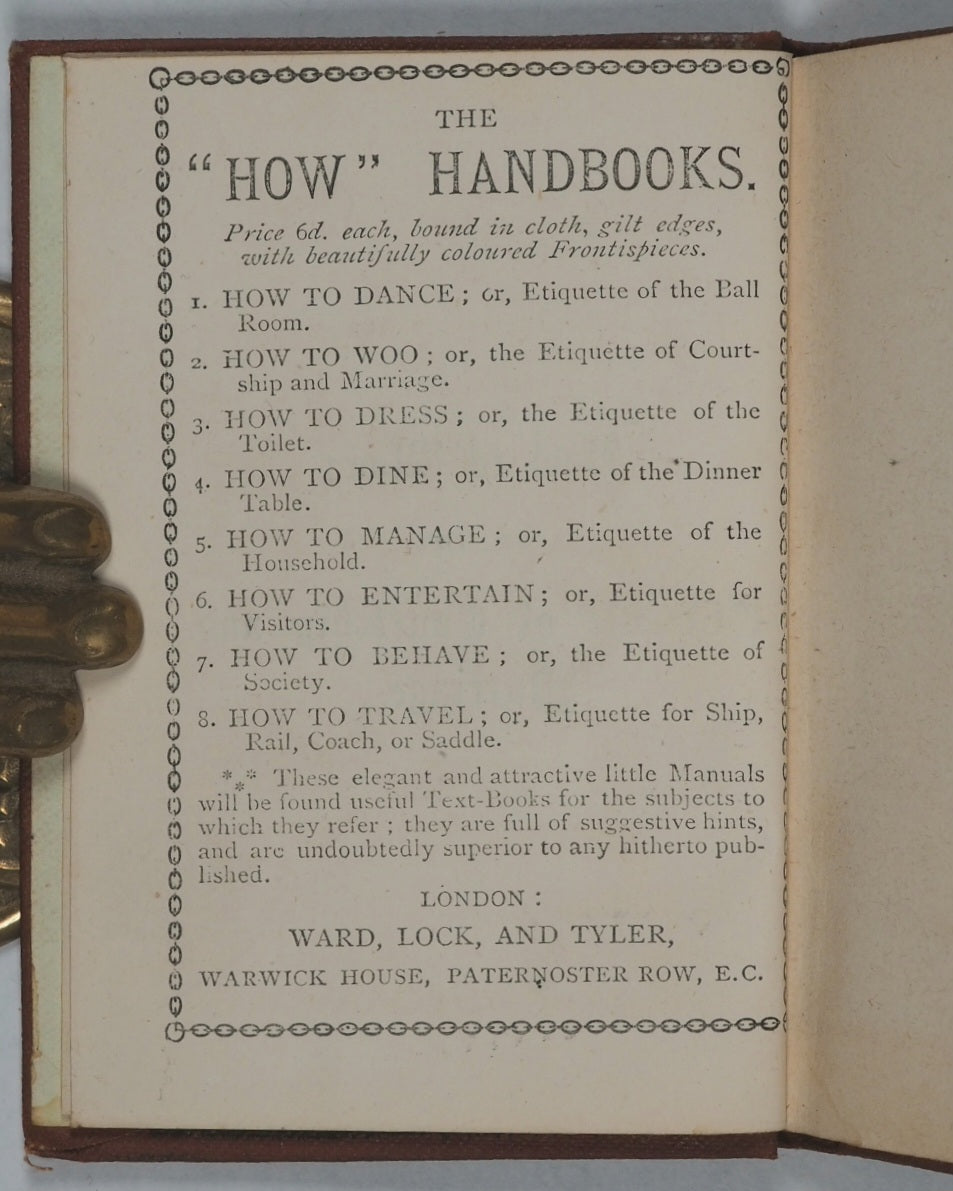 THE
“HOW” HANDBOOKS.
Price 6d. each, bound in cloth, gilt edges,
with beautifully coloured Frontispieces.
1. HOW TO DANCE; or, Etiquette of the Ball
Room.
2. HOW TO WOO; or, the Etiquette of Court-
ship and Marriage.
3. HOW TO DRESS; or, the Etiquette of the
Toilet.
4. HOW TO DINE; or, Etiquette of the Dinner
Table.
5. HOW TO MANAGE; or, Etiquette of the
Household.
6. HOW TO ENTERTAIN; or, Etiquette for
Visitors.
7. HOW TO BEHAVE; or, the Etiquette of
Society.
8. HOW TO TRAVEL; or, Etiquette for Ship,
Rail, Coach, or Saddle.
*** These elegant and attractive little Manuals
will be found useful Text-Books for the subjects to
which they refer; they are full of suggestive hints,
and are undoubtedly superior to any hitherto pub-
lished.
LONDON:
WARD, LOCK, AND TYLER,
WARWICK HOUSE, PATERNOSTER ROW, E.C.